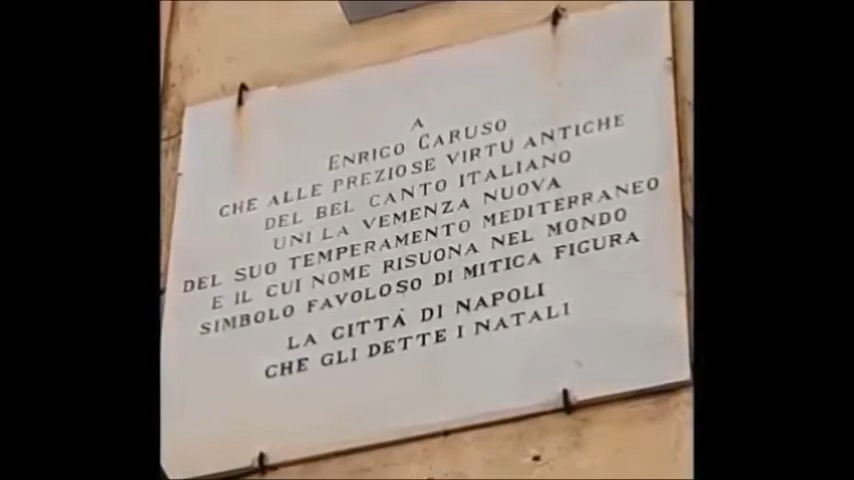 A
ENRICO CARUSO
CHE ALLE PREZIOSE VIRTU ANTICHE
DEL BEL CANTO ITALIANO
UNI LA VEMENZA NUOVA
DEL SUO TEMPERAMENTO MEDITERRANEO
E IL CUI NOME RISUONA NEL MONDO
SIMBOLO FAVOLOSO DI MITICA FIGURA
LA CITTÀ DI NAPOLI
CHE GLI DETTE I NATALI